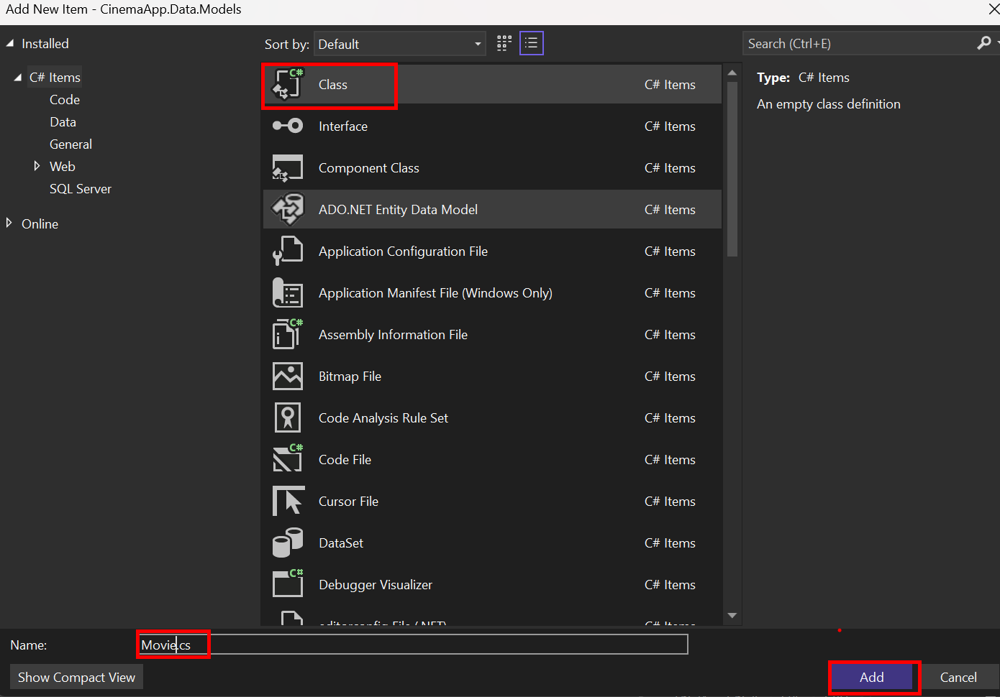 Add New Item - CinemaApp.Data.Models
Installed
C# Items
Code
Data
General
Web
SQL Server
Online
Sort by: Default
Search (Ctrl+E)
C# Class C# Items
Interface C# Items
Component Class C# Items
ADO.NET Entity Data Model C# Items
Application Configuration File C# Items
Application Manifest File (Windows Only) C# Items
C# Assembly Information File C# Items
Bitmap File C# Items
Code Analysis Rule Set C# Items
C# Code File C# Items
Cursor File C# Items
DataSet C# Items
C# Debugger Visualizer C# Items
editorconfig File (.NET) C# Items
Type: C# Items
An empty class definition
Name: Movie.cs
Show Compact View
Add Cancel